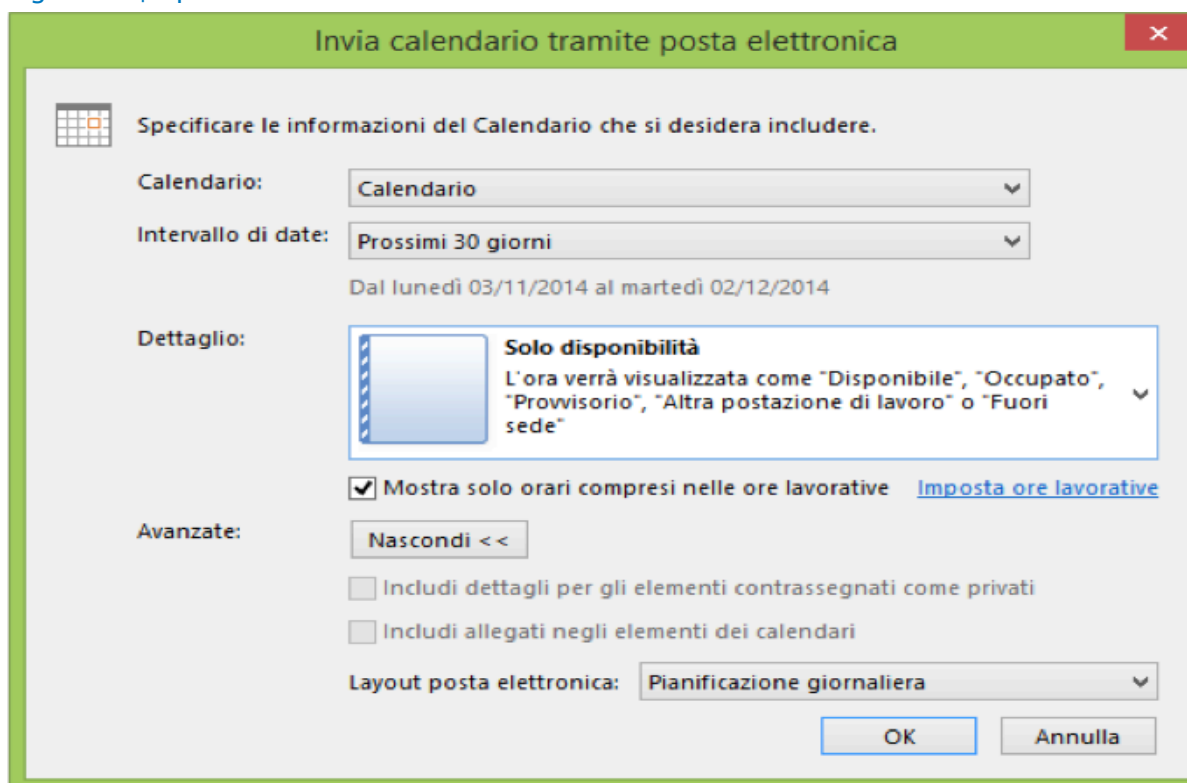 Invia calendario tramite posta elettronica
Specificare le informazioni del Calendario che si desidera includere.
Calendario:
Calendario
Intervallo di date:
Prossimi 30 giorni
Dal lunedì 03/11/2014 al martedì 02/12/2014
Dettaglio:
Solo disponibilità
L'ora verrà visualizzata come "Disponibile", "Occupato",
"Provvisorio", "Altra postazione di lavoro" o "Fuori
sede"
Mostra solo orari compresi nelle ore lavorative Imposta ore lavorative
Avanzate:
Nascondi <<
Includi dettagli per gli elementi contrassegnati come privati
Includi allegati negli elementi dei calendari
Layout posta elettronica: Pianificazione giornaliera
OK Annulla